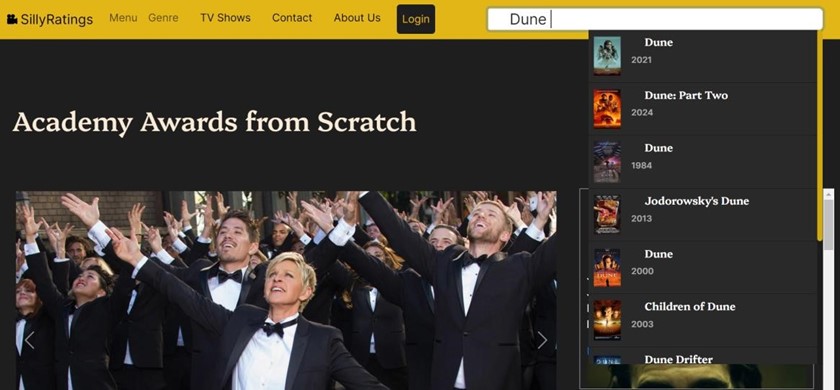 SillyRatings Menu Genre TV Shows Contact About Us Login Dune
Academy Awards from Scratch
Dune
2021
Dune: Part Two
2024
Dune
1984
Jodorowsky's Dune
2013
Dune
2000
Children of Dune
2003
Dune Drifter